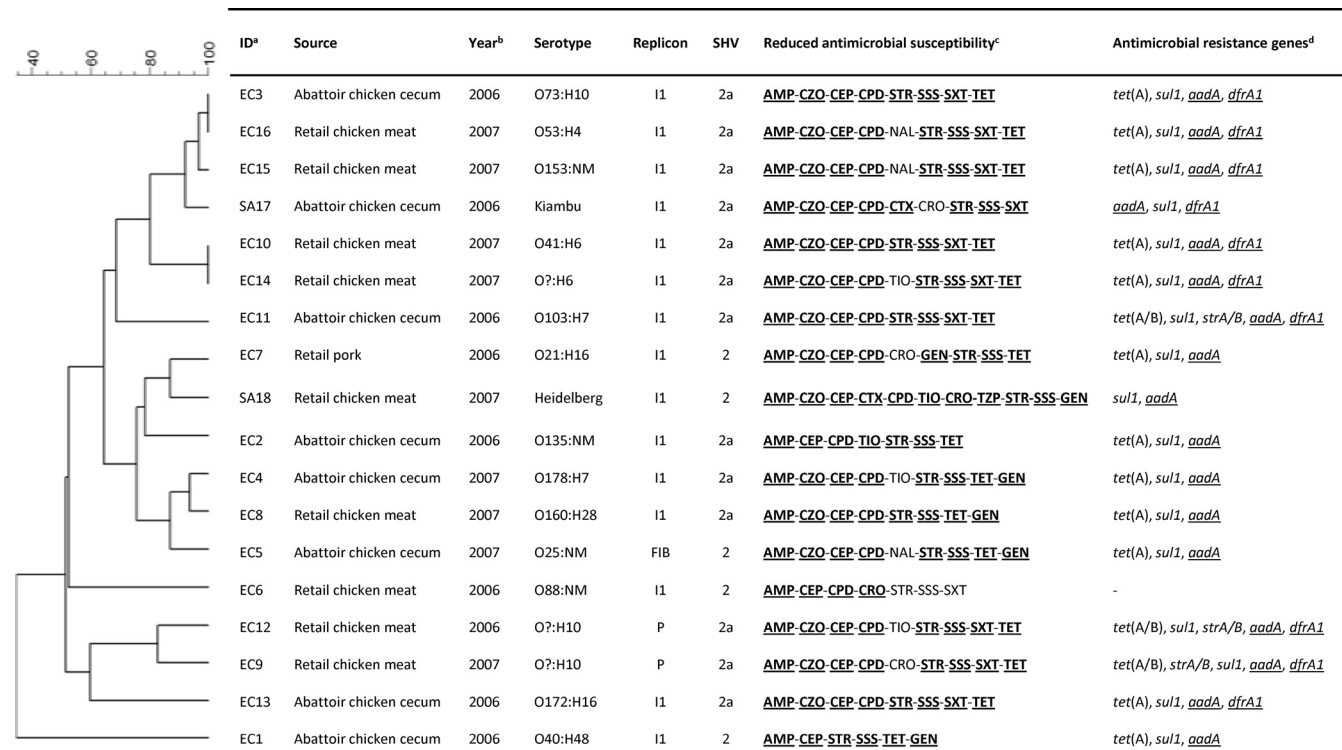 40 60 80 100
IDa Source Yearb Serotype Replicon SHV Reduced antimicrobial susceptibilityc Antimicrobial resistance genesd
EC3 Abattoir chicken cecum 2006 O73:H10 I1 2a AMP-CZO-CEP-CPD-STR-SSS-SXT-TET tet(A), sul1, aadA, dfrA1
EC16 Retail chicken meat 2007 O53:H4 I1 2a AMP-CZO-CEP-CPD-NAL-STR-SSS-SXT-TET tet(A), sul1, aadA, dfrA1
EC15 Retail chicken meat 2007 O153:NM I1 2a AMP-CZO-CEP-CPD-NAL-STR-SSS-SXT-TET tet(A), sul1, aadA, dfrA1
SA17 Abattoir chicken cecum 2006 Kiambu I1 2a AMP-CZO-CEP-CPD-CTX-CRO-STR-SSS-SXT aadA, sul1, dfrA1
EC10 Retail chicken meat 2007 O41:H6 I1 2a AMP-CZO-CEP-CPD-STR-SSS-SXT-TET tet(A), sul1, aadA, dfrA1
EC14 Retail chicken meat 2007 O?:H6 I1 2a AMP-CZO-CEP-CPD-TIO-STR-SSS-SXT-TET tet(A), sul1, aadA, dfrA1
EC11 Abattoir chicken cecum 2006 O103:H7 I1 2a AMP-CZO-CEP-CPD-STR-SSS-SXT-TET tet(A/B), sul1, strA/B, aadA, dfrA1
EC7 Retail pork 2006 O21:H16 I1 2 AMP-CZO-CEP-CPD-CRO-GEN-STR-SSS-TET tet(A), sul1, aadA
SA18 Retail chicken meat 2007 Heidelberg I1 2 AMP-CZO-CEP-CTX-CPD-TIO-CRO-TZP-STR-SSS-GEN sul1, aadA
EC2 Abattoir chicken cecum 2006 O135:NM I1 2a AMP-CEP-CPD-TIO-STR-SSS-TET tet(A), sul1, aadA
EC4 Abattoir chicken cecum 2007 O178:H7 I1 2a AMP-CZO-CEP-CPD-TIO-STR-SSS-TET-GEN tet(A), sul1, aadA
EC8 Retail chicken meat 2007 O160:H28 I1 2a AMP-CZO-CEP-CPD-STR-SSS-TET-GEN tet(A), sul1, aadA
EC5 Abattoir chicken cecum 2007 O25:NM FIB 2 AMP-CZO-CEP-CPD-NAL-STR-SSS-TET-GEN tet(A), sul1, aadA
EC6 Retail chicken meat 2006 O88:NM I1 2 AMP-CEP-CPD-CRO-STR-SSS-SXT -
EC12 Retail chicken meat 2006 O?:H10 P 2a AMP-CZO-CEP-CPD-TIO-STR-SSS-SXT-TET tet(A/B), sul1, strA/B, aadA, dfrA1
EC9 Retail chicken meat 2007 O?:H10 P 2a AMP-CZO-CEP-CPD-CRO-STR-SSS-SXT-TET tet(A/B), strA/B, sul1, aadA, dfrA1
EC13 Abattoir chicken cecum 2006 O172:H16 I1 2a AMP-CZO-CEP-CPD-STR-SSS-SXT-TET tet(A), sul1, aadA, dfrA1
EC1 Abattoir chicken cecum 2006 O40:H48 I1 2 AMP-CEP-STR-SSS-TET-GEN tet(A), sul1, aadA